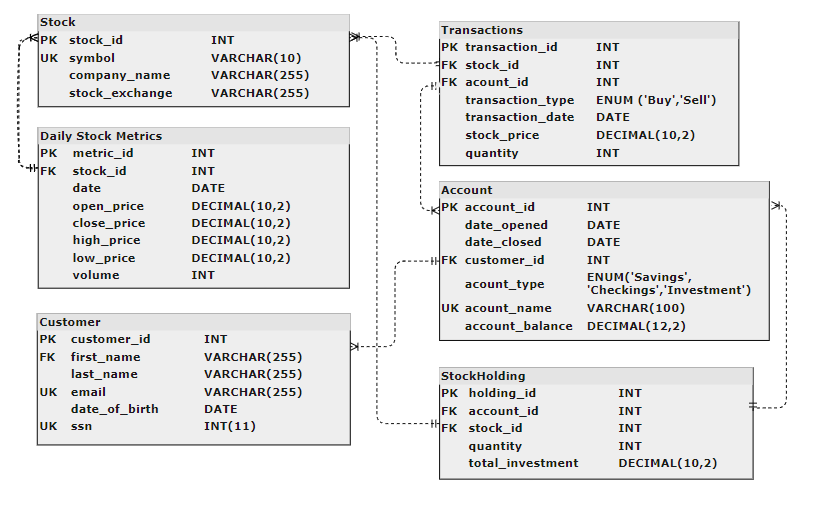 Stock
PK stock_id INT
UK symbol VARCHAR(10)
company_name VARCHAR(255)
stock_exchange VARCHAR(255)
Daily Stock Metrics
PK metric_id INT
FK stock_id INT
date DATE
open_price DECIMAL(10,2)
close_price DECIMAL(10,2)
high_price DECIMAL(10,2)
low_price DECIMAL(10,2)
volume INT
Customer
PK customer_id INT
FK first_name VARCHAR(255)
last_name VARCHAR(255)
UK email VARCHAR(255)
date_of_birth DATE
UK ssn INT(11)
Transactions
PK transaction_id INT
FK stock_id INT
FK acount_id INT
transaction_type ENUM ('Buy','Sell')
transaction_date DATE
stock_price DECIMAL(10,2)
quantity INT
Account
PK account_id INT
date_opened DATE
date_closed DATE
FK customer_id INT
acount_type ENUM('Savings',
'Checkings','Investment')
UK acount_name VARCHAR(100)
account_balance DECIMAL(12,2)
StockHolding
PK holding_id INT
FK account_id INT
FK stock_id INT
quantity INT
total_investment DECIMAL(10,2)